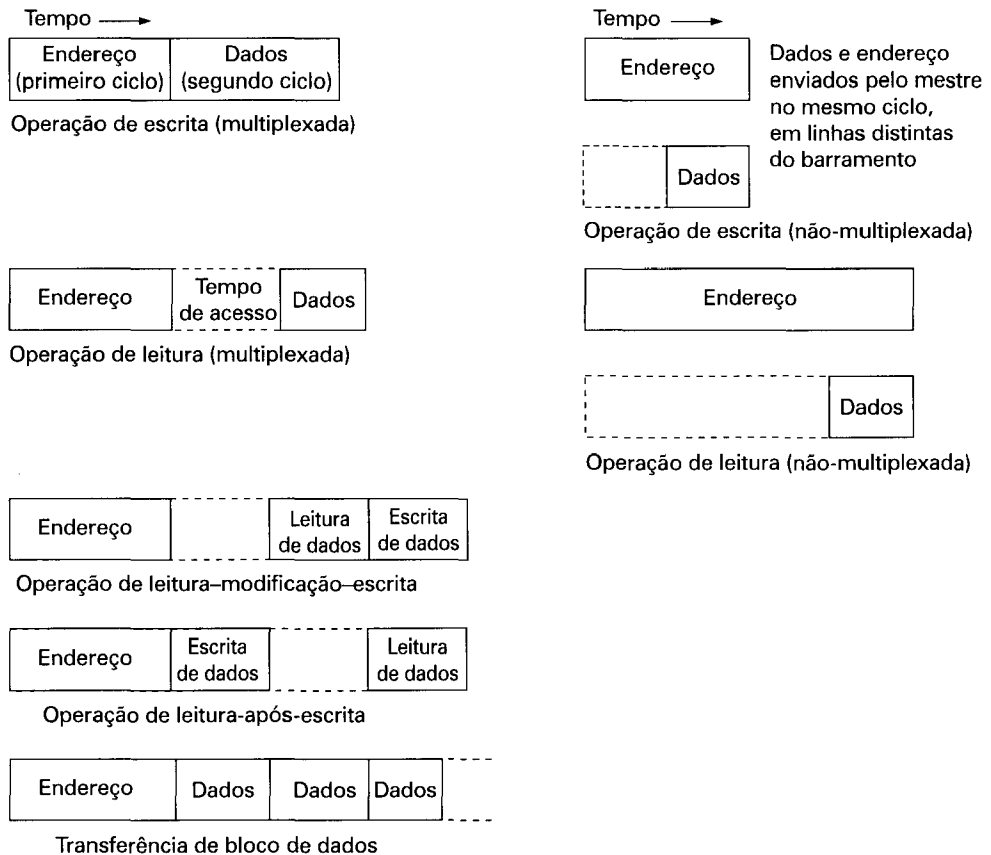 Tempo
Endereço
(primeiro ciclo)
Dados
(segundo ciclo)
Operação de escrita (multiplexada)
Tempo
Endereço
Dados e endereço
enviados pelo mestre
no mesmo ciclo,
em linhas distintas
do barramento
Dados
Operação de escrita (não-multiplexada)
Endereço
Tempo
de acesso
Dados
Operação de leitura (multiplexada)
Endereço
Dados
Operação de leitura (não-multiplexada)
Endereço
Leitura
de dados
Escrita
de dados
Operação de leitura–modificação–escrita
Endereço
Escrita
de dados
Leitura
de dados
Operação de leitura-após-escrita
Endereço
Dados
Dados
Dados
Transferência de bloco de dados